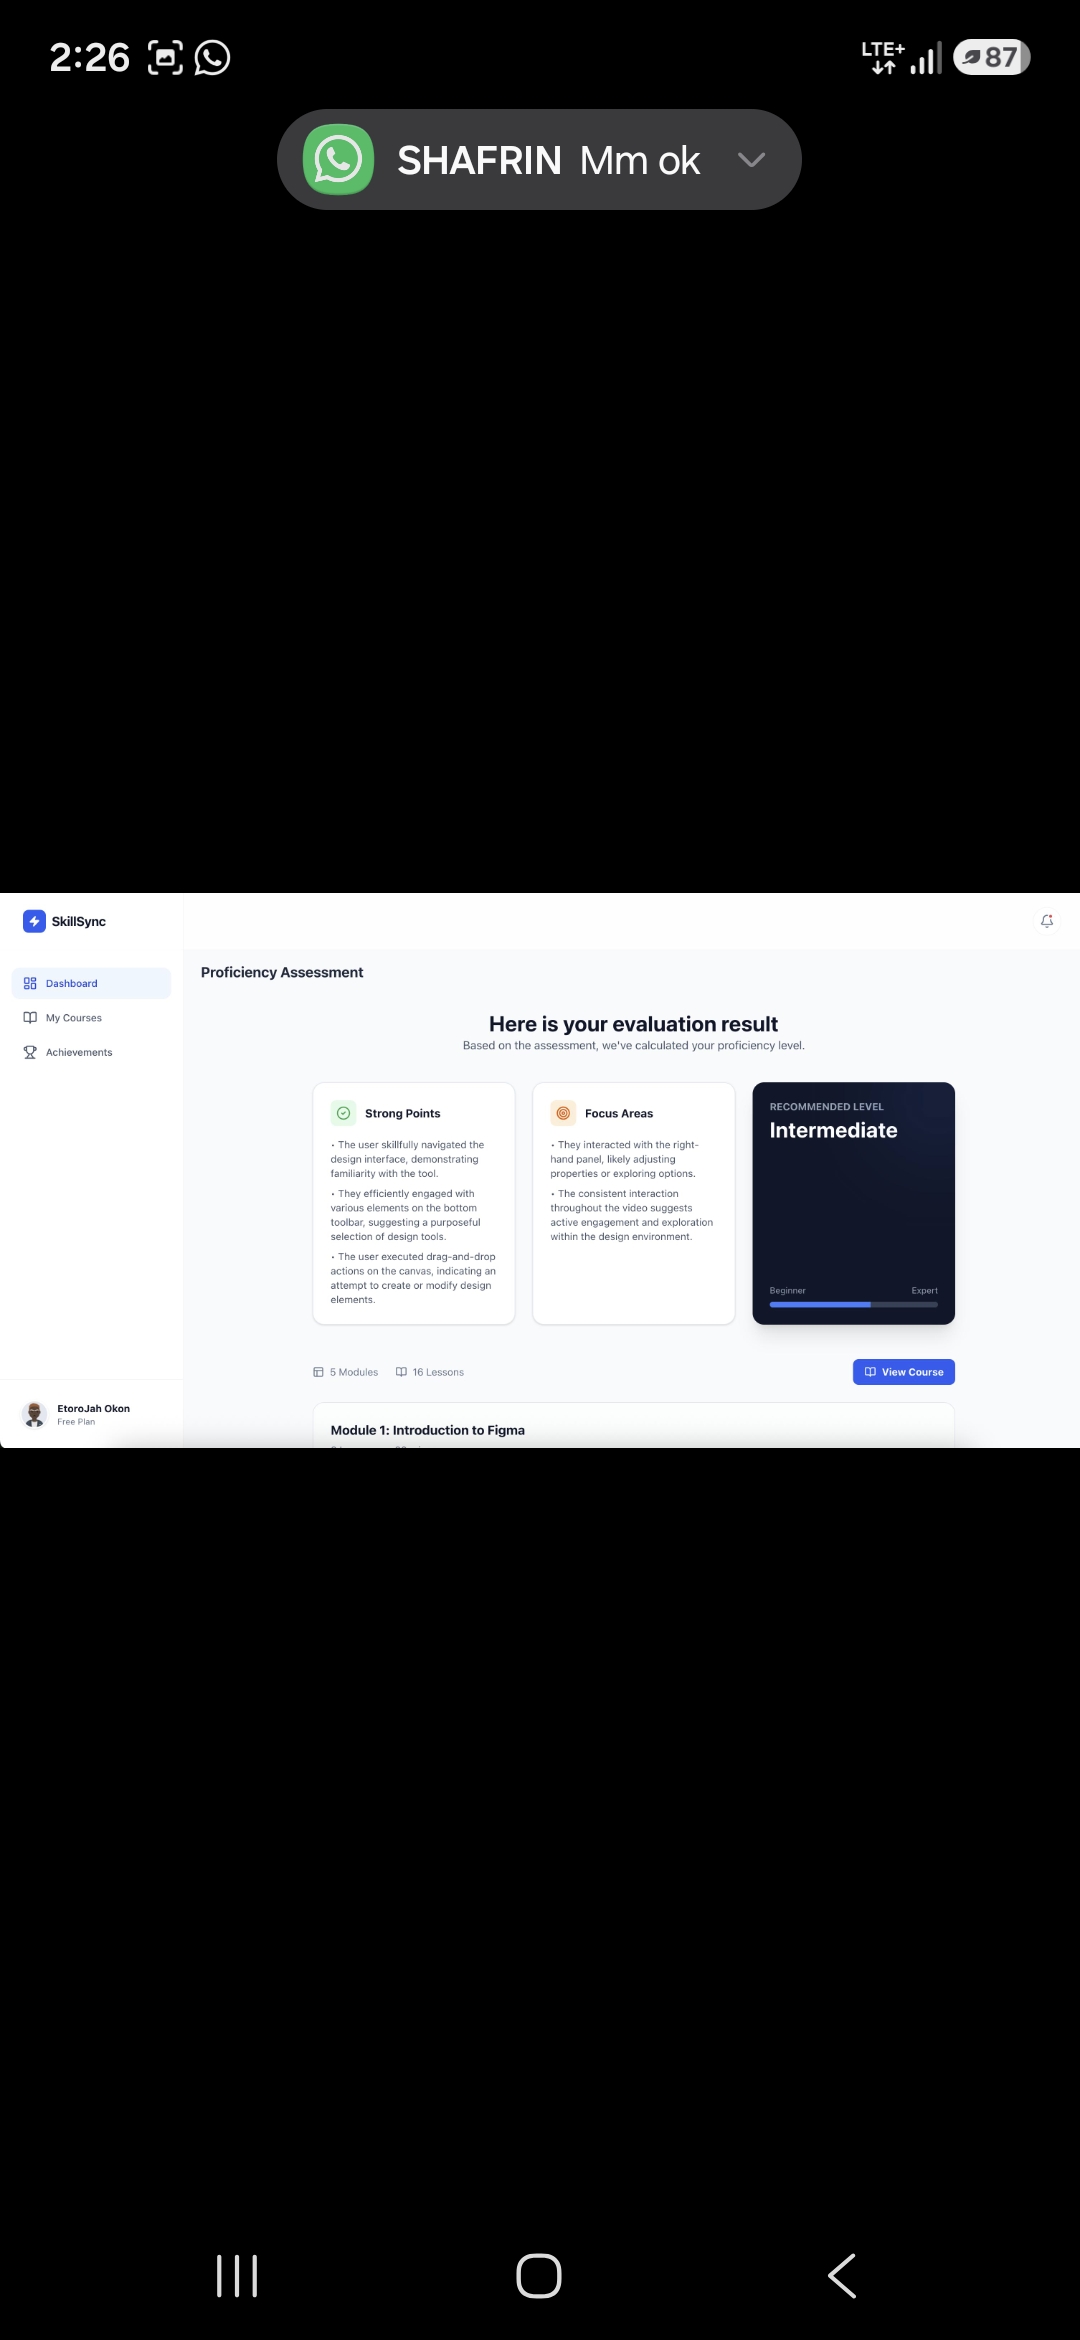 2:26
LTE+
87
SHAFRIN Mm ok
SkillSync
Dashboard
My Courses
Achievements
Proficiency Assessment
Here is your evaluation result
Based on the assessment, we've calculated your proficiency level.
Strong Points
• The user skillfully navigated the
design interface, demonstrating
familiarity with the tool.
• They efficiently engaged with
various elements on the bottom
toolbar, suggesting a purposeful
selection of design tools.
• The user executed drag-and-drop
actions on the canvas, indicating an
attempt to create or modify design
elements.
Focus Areas
• They interacted with the right-
hand panel, likely adjusting
properties or exploring options.
• The consistent interaction
throughout the video suggests
active engagement and exploration
within the design environment.
RECOMMENDED LEVEL
Intermediate
Beginner Expert
5 Modules 16 Lessons
View Course
Module 1: Introduction to Figma
EtoroJah Okon
Free Plan